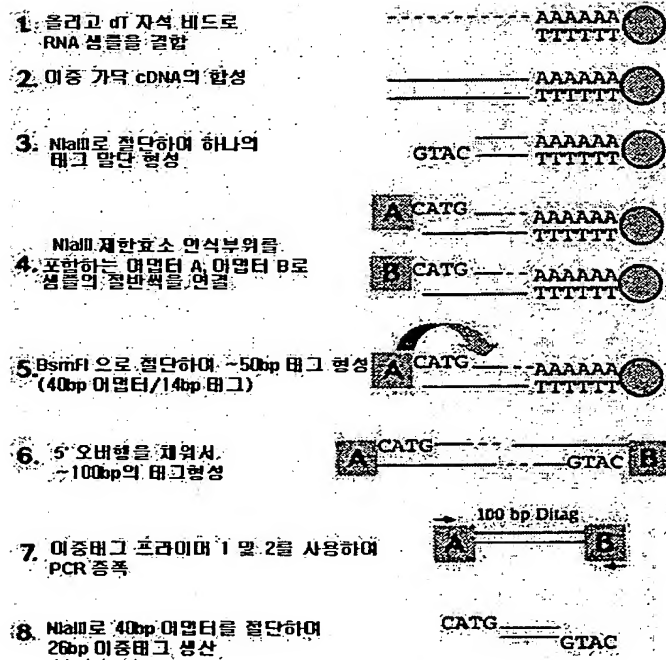 1. 올리고 dT 자석 비드로
RNA 샘플을 결합
AAAAAA
TTTTTT
2. 이중 가닥 cDNA의 합성
AAAAAA
TTTTTT
3. NlaIII로 절단하여 하나의
태그 말단 형성
GTAC
AAAAAA
TTTTTT
A CATG
AAAAAA
TTTTTT
NlaIII 제한효소 인식부위를
4. 포함하는 어댑터 A, 어댑터 B로
샘플의 절반씩을 연결
B CATG
AAAAAA
TTTTTT
5. BsmFI 으로 절단하여 ~50bp 태그 형성
(40bp 어댑터/14bp 태그)
A CATG
AAAAAA
TTTTTT
6. 5' 오버행을 채워서
~100bp의 태그형성
A CATG
GTAC B
7. 이중태그 프라이머 1 및 2를 사용하여
PCR 증폭
100 bp Ditag
A B
8. NlaIII로 40bp 어댑터를 절단하여
26bp 이중태그 생산
CATG
GTAC